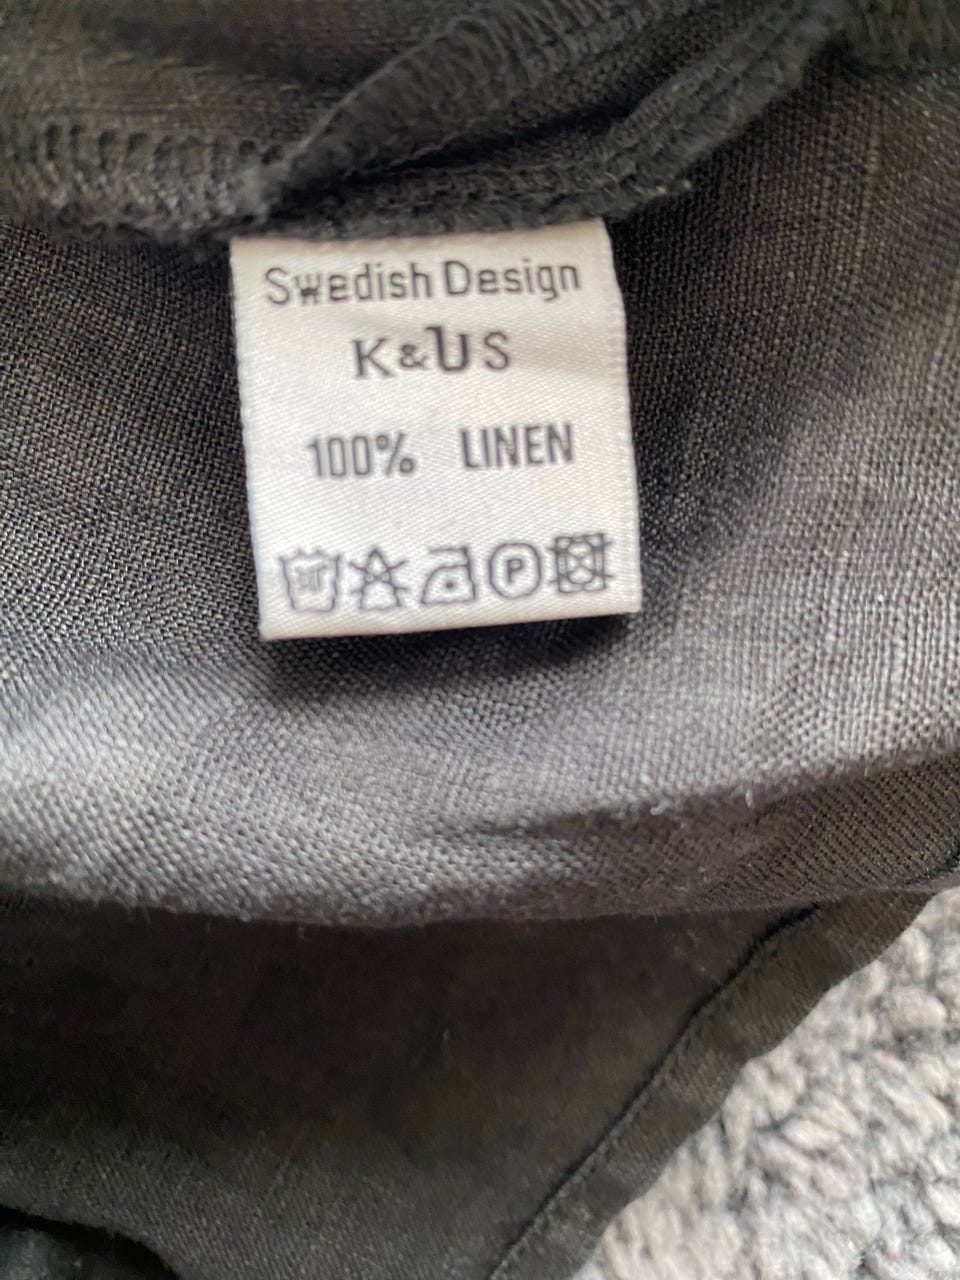 Swedish Design
K&US
100% LINEN
P